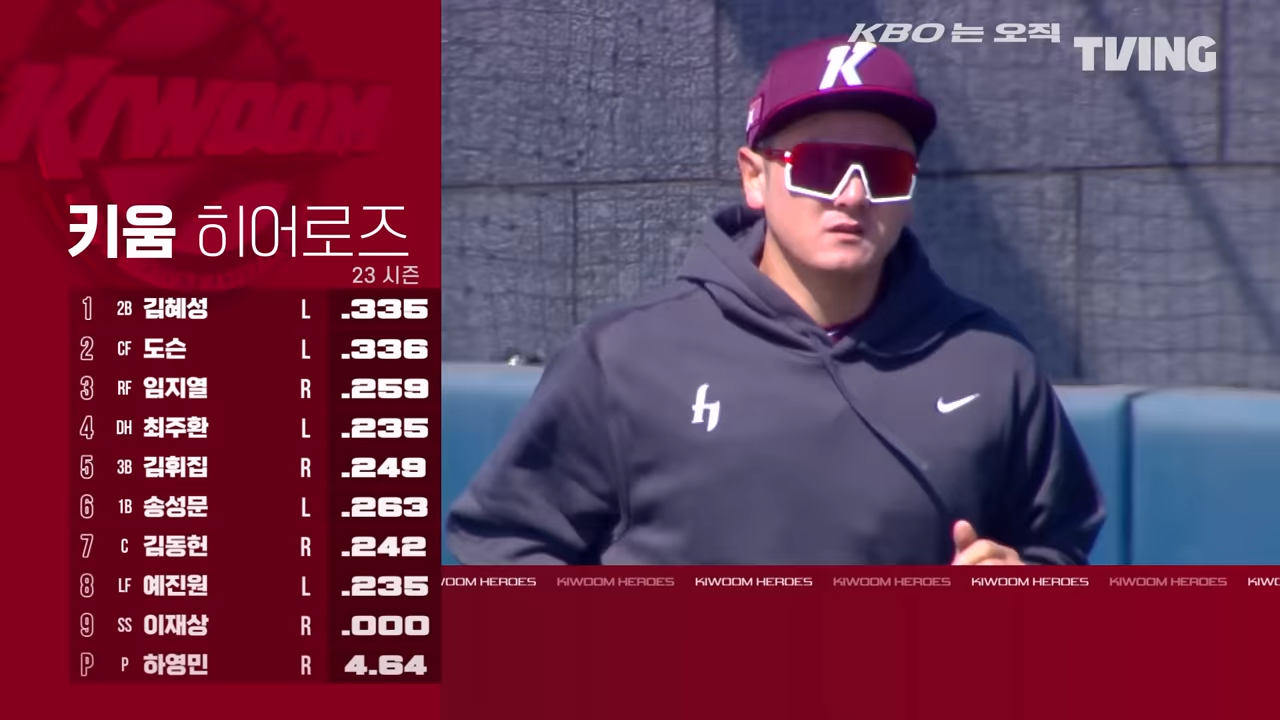 KBO 는 오직 TVING
K
KIWOOM
키움 히어로즈
23 시즌
1 2B 김혜성 L .335
2 CF 도슨 L .336
3 RF 임지열 R .259
4 DH 최주환 L .235
5 3B 김휘집 R .249
6 1B 송성문 L .263
7 C 김동헌 R .242
8 LF 예진원 L .235
9 SS 이재상 R .000
P P 하영민 R 4.64
h
WOOM HEROES KIWOOM HEROES KIWOOM HEROES KIWOOM HEROES KIWOOM HEROES KIWOOM HEROES KIWO